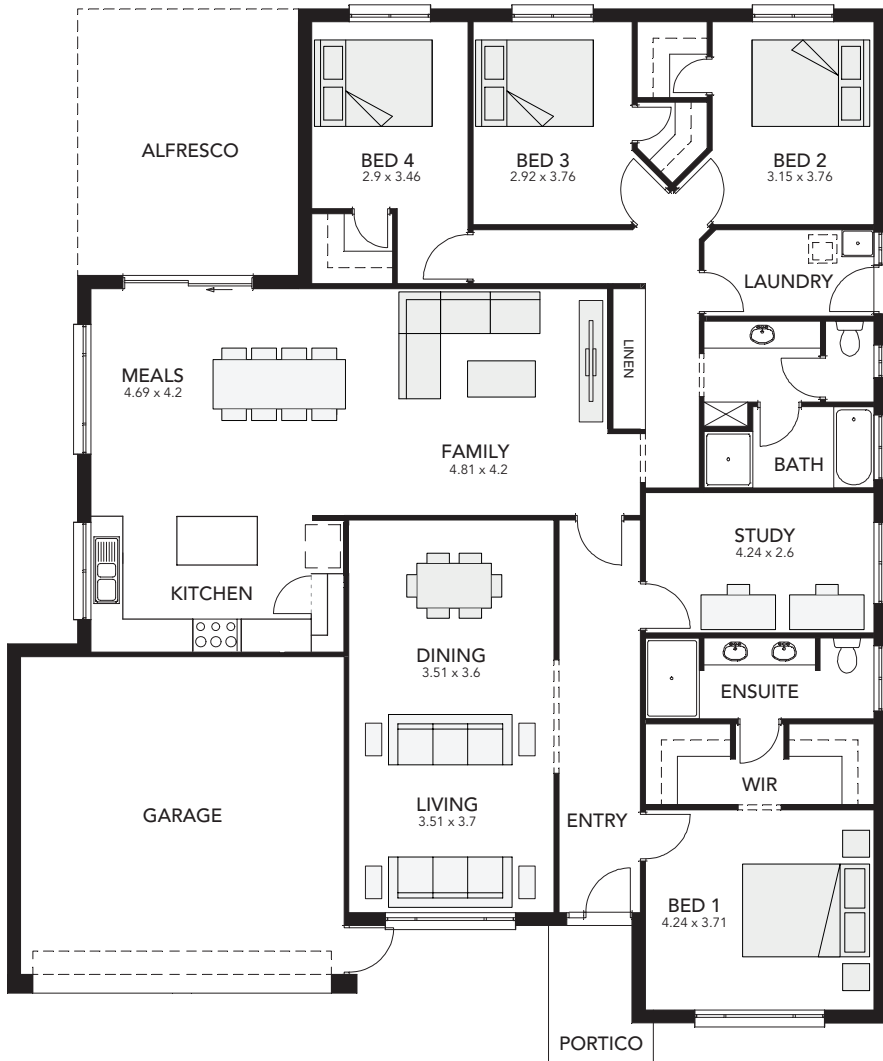 ALFRESCO
BED 4
2.9 x 3.46
BED 3
2.92 x 3.76
BED 2
3.15 x 3.76
LAUNDRY
MEALS
4.69 x 4.2
LINEN
FAMILY
4.81 x 4.2
BATH
STUDY
4.24 x 2.6
KITCHEN
DINING
3.51 x 3.6
ENSUITE
WIR
GARAGE
LIVING
3.51 x 3.7
ENTRY
BED 1
4.24 x 3.71
PORTICO